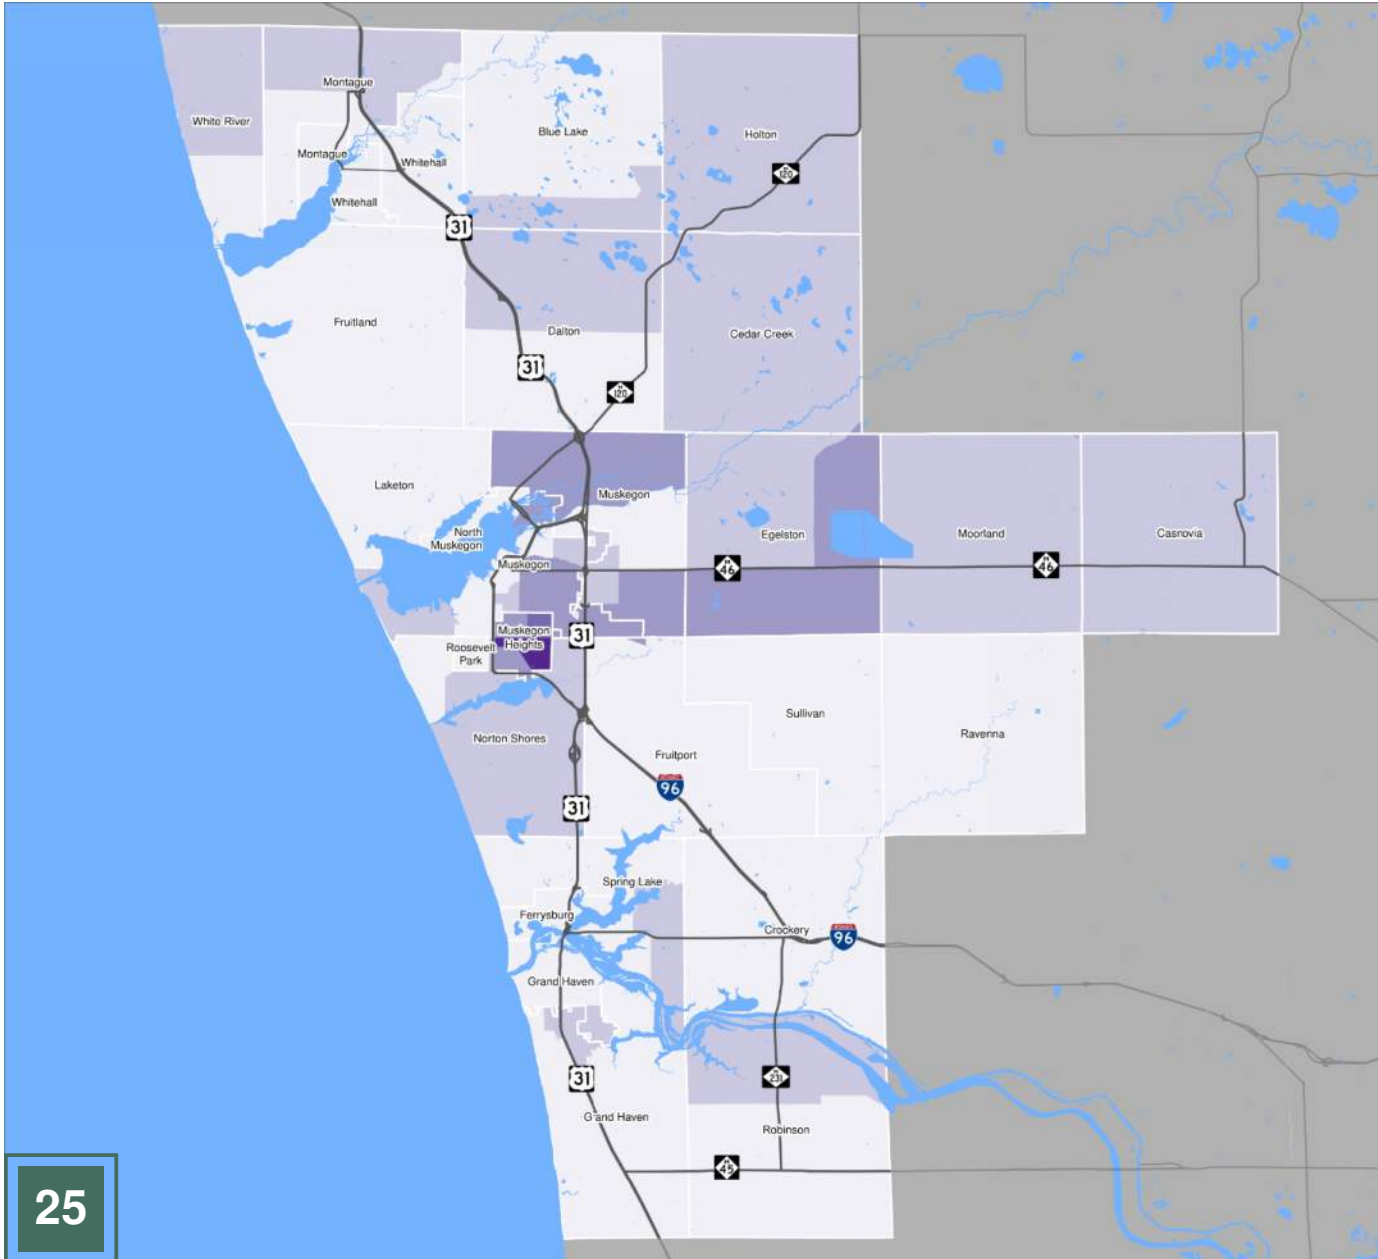 Montague
White River
Blue Lake
Holton
Montague
Whitehall
M
120
Whitehall
31
Fruitland
Dalton
Cedar Creek
31
M
120
Laketon
Muskegon
North
Muskegon
Egelston
Moorland
Casnovia
Muskegon
M
46
M
46
Muskegon
Heights
31
Roosevelt
Park
Sullivan
Norton Shores
Ravenna
Fruitport
96
31
Spring Lake
Ferrysburg
Crockery
96
Grand Haven
31
M
231
Grand Haven
Robinson
M
45
25